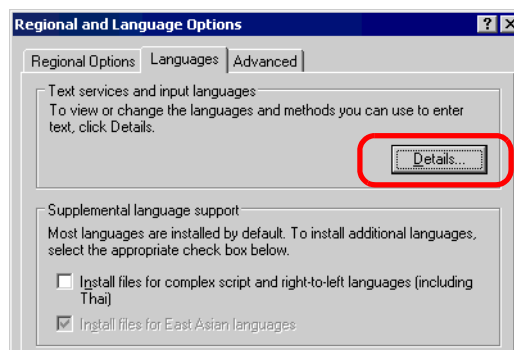 Regional and Language Options
Regional Options Languages Advanced
Text services and input languages
To view or change the languages and methods you can use to enter
text, click Details.
Details...
Supplemental language support
Most languages are installed by default. To install additional languages,
select the appropriate check box below.
Install files for complex script and right-to-left languages (including
Thai)
Install files for East Asian languages